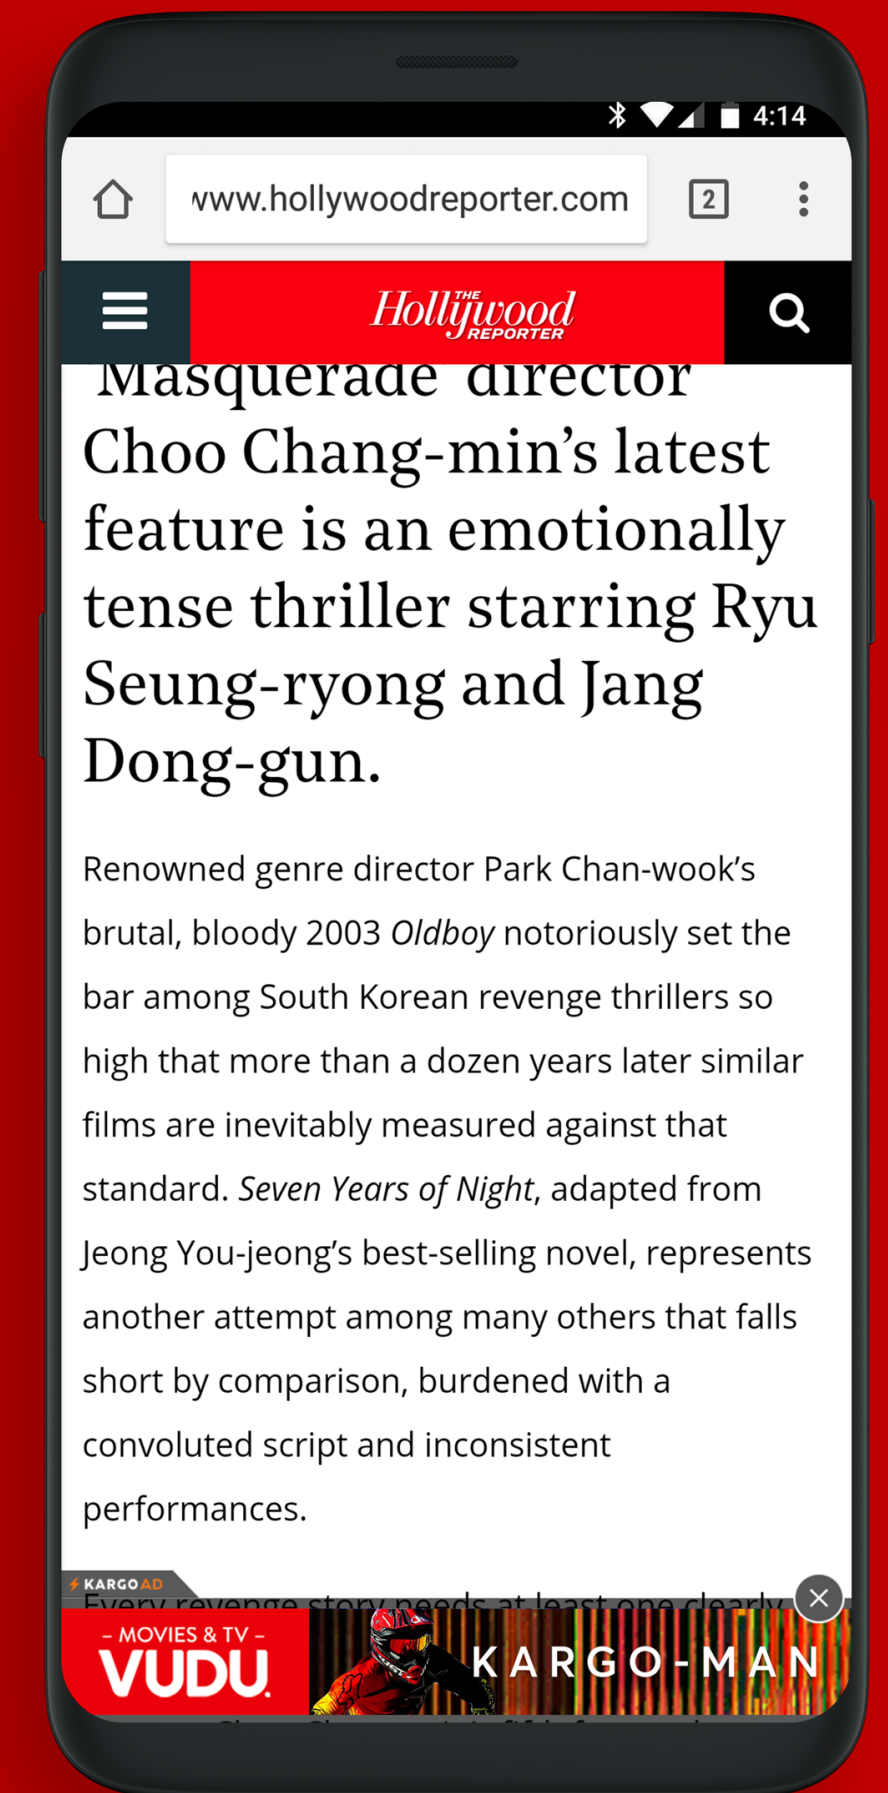 4:14
www.hollywoodreporter.com
2
THE
Hollywood
REPORTER
'Masquerade' director
Choo Chang-min’s latest
feature is an emotionally
tense thriller starring Ryu
Seung-ryong and Jang
Dong-gun.
Renowned genre director Park Chan-wook’s
brutal, bloody 2003 Oldboy notoriously set the
bar among South Korean revenge thrillers so
high that more than a dozen years later similar
films are inevitably measured against that
standard. Seven Years of Night, adapted from
Jeong You-jeong’s best-selling novel, represents
another attempt among many others that falls
short by comparison, burdened with a
convoluted script and inconsistent
performances.
KARGO AD
Every revenge story needs at least one clearly
– MOVIES & TV –
VUDU.
KARGO-MAN